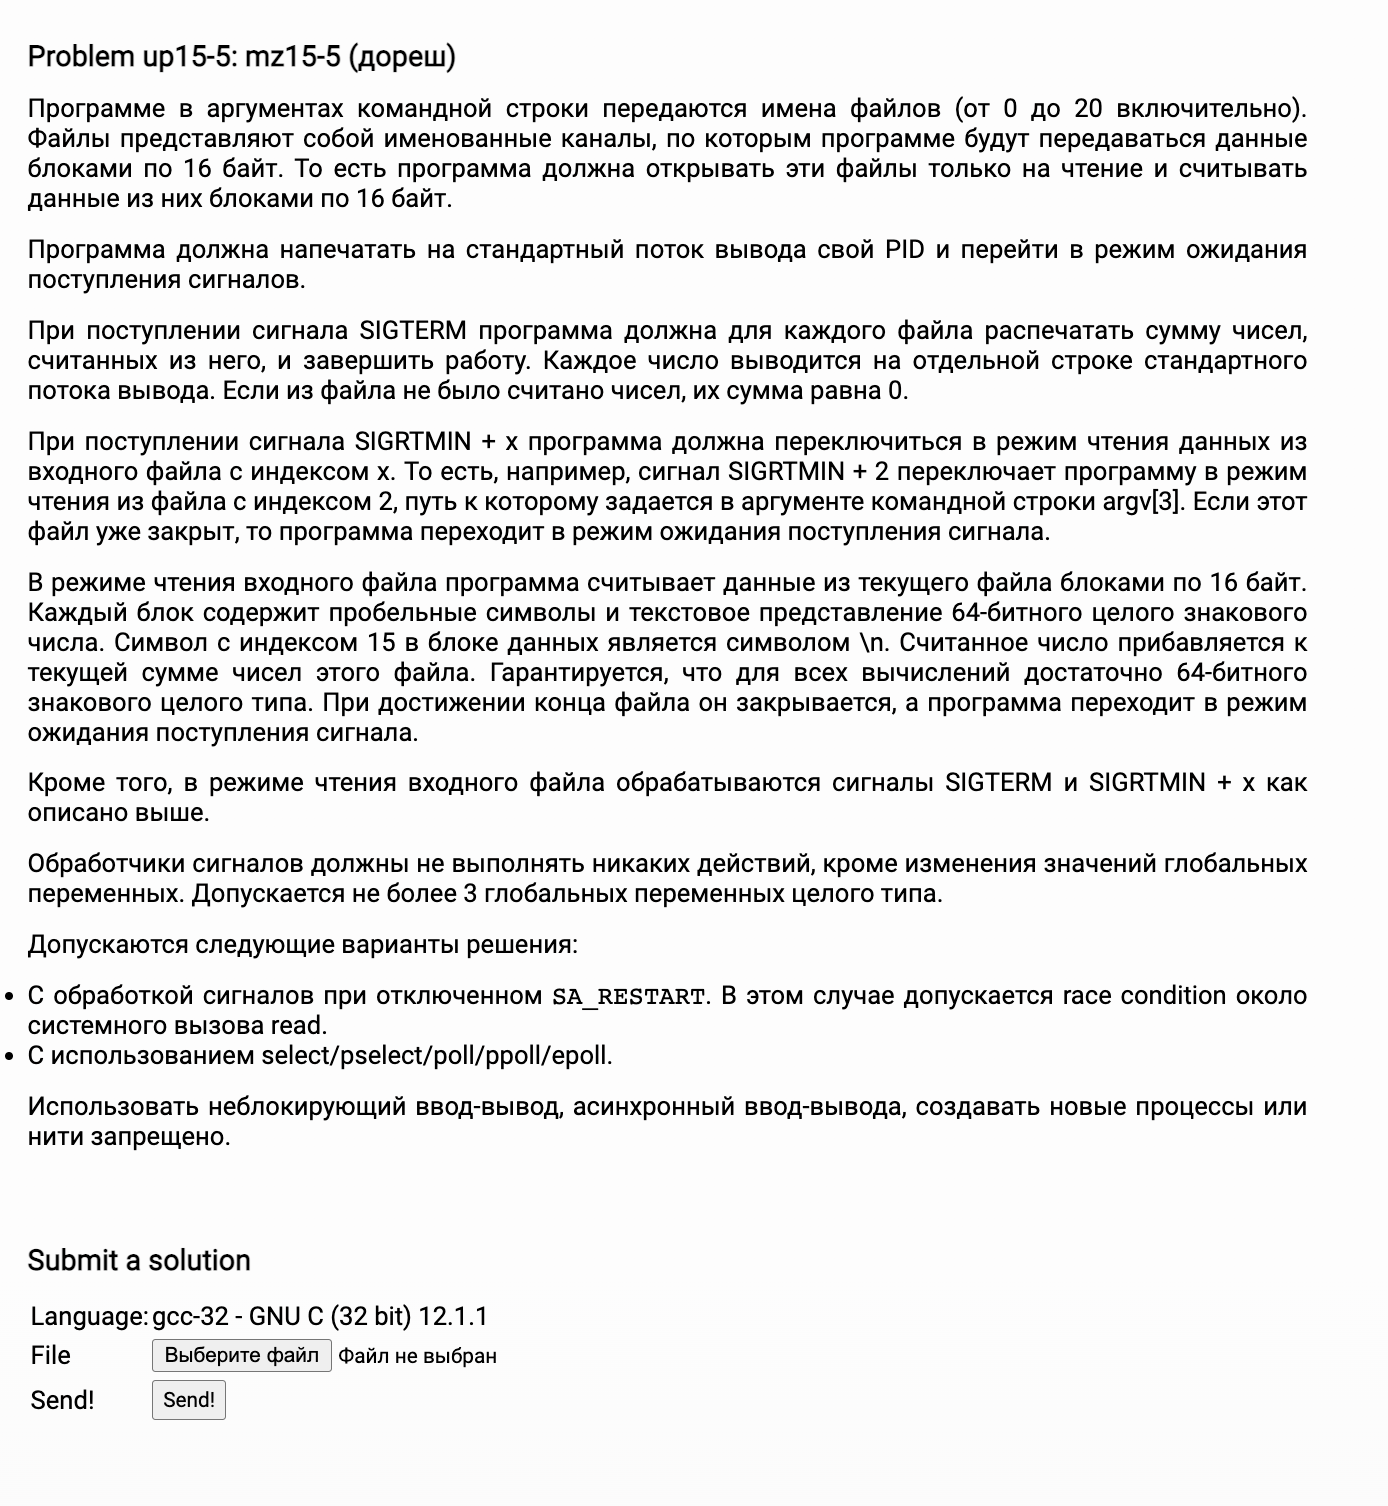 Problem up15-5: mz15-5 (дореш)
Программе в аргументах командной строки передаются имена файлов (от 0 до 20 включительно).
Файлы представляют собой именованные каналы, по которым программе будут передаваться данные
блоками по 16 байт. То есть программа должна открывать эти файлы только на чтение и считывать
данные из них блоками по 16 байт.
Программа должна напечатать на стандартный поток вывода свой PID и перейти в режим ожидания
поступления сигналов.
При поступлении сигнала SIGTERM программа должна для каждого файла распечатать сумму чисел,
считанных из него, и завершить работу. Каждое число выводится на отдельной строке стандартного
потока вывода. Если из файла не было считано чисел, их сумма равна 0.
При поступлении сигнала SIGRTMIN + x программа должна переключиться в режим чтения данных из
входного файла с индексом x. То есть, например, сигнал SIGRTMIN + 2 переключает программу в режим
чтения из файла с индексом 2, путь к которому задается в аргументе командной строки argv[3]. Если этот
файл уже закрыт, то программа переходит в режим ожидания поступления сигнала.
В режиме чтения входного файла программа считывает данные из текущего файла блоками по 16 байт.
Каждый блок содержит пробельные символы и текстовое представление 64-битного целого знакового
числа. Символ с индексом 15 в блоке данных является символом \n. Считанное число прибавляется к
текущей сумме чисел этого файла. Гарантируется, что для всех вычислений достаточно 64-битного
знакового целого типа. При достижении конца файла он закрывается, а программа переходит в режим
ожидания поступления сигнала.
Кроме того, в режиме чтения входного файла обрабатываются сигналы SIGTERM и SIGRTMIN + x как
описано выше.
Обработчики сигналов должны не выполнять никаких действий, кроме изменения значений глобальных
переменных. Допускается не более 3 глобальных переменных целого типа.
Допускаются следующие варианты решения:
• С обработкой сигналов при отключенном SA_RESTART. В этом случае допускается race condition около
системного вызова read.
• С использованием select/pselect/poll/ppoll/epoll.
Использовать неблокирующий ввод-вывод, асинхронный ввод-вывода, создавать новые процессы или
нити запрещено.
Submit a solution
Language: gcc-32 - GNU C (32 bit) 12.1.1
File Выберите файл Файл не выбран
Send! Send!